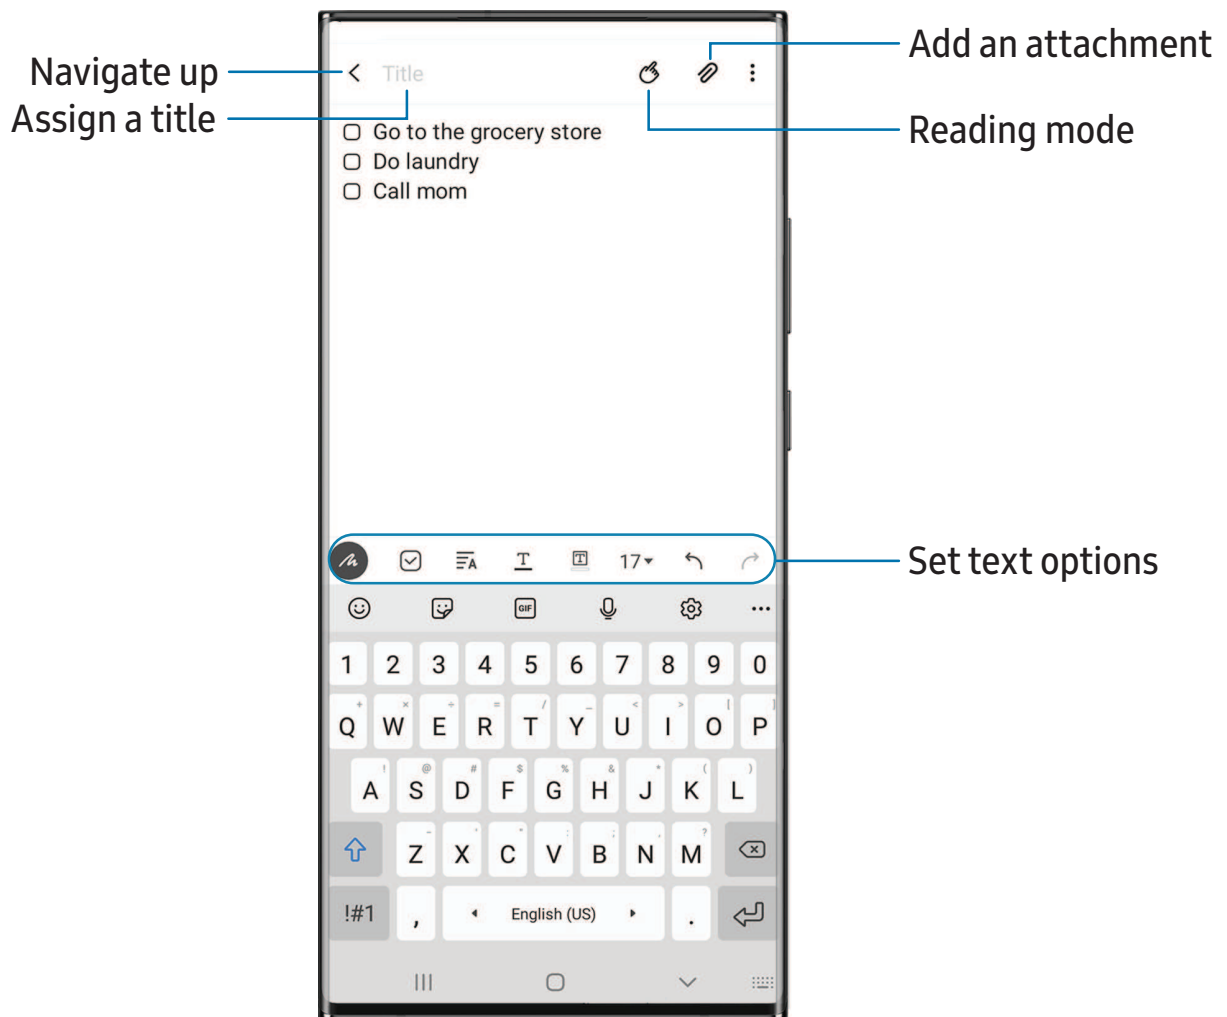 Add an attachment
Navigate up
Title
Assign a title
Reading mode
Go to the grocery store
Do laundry
Call mom
A T T 17
Set text options
GIF
1 2 3 4 5 6 7 8 9 0
+ × ÷ = / _ < > [ ]
Q W E R T Y U I O P
! @ # $ % & * ( )
A S D F G H J K L
- ' " : ; , ?
Z X C V B N M
!#1 , English (US) .